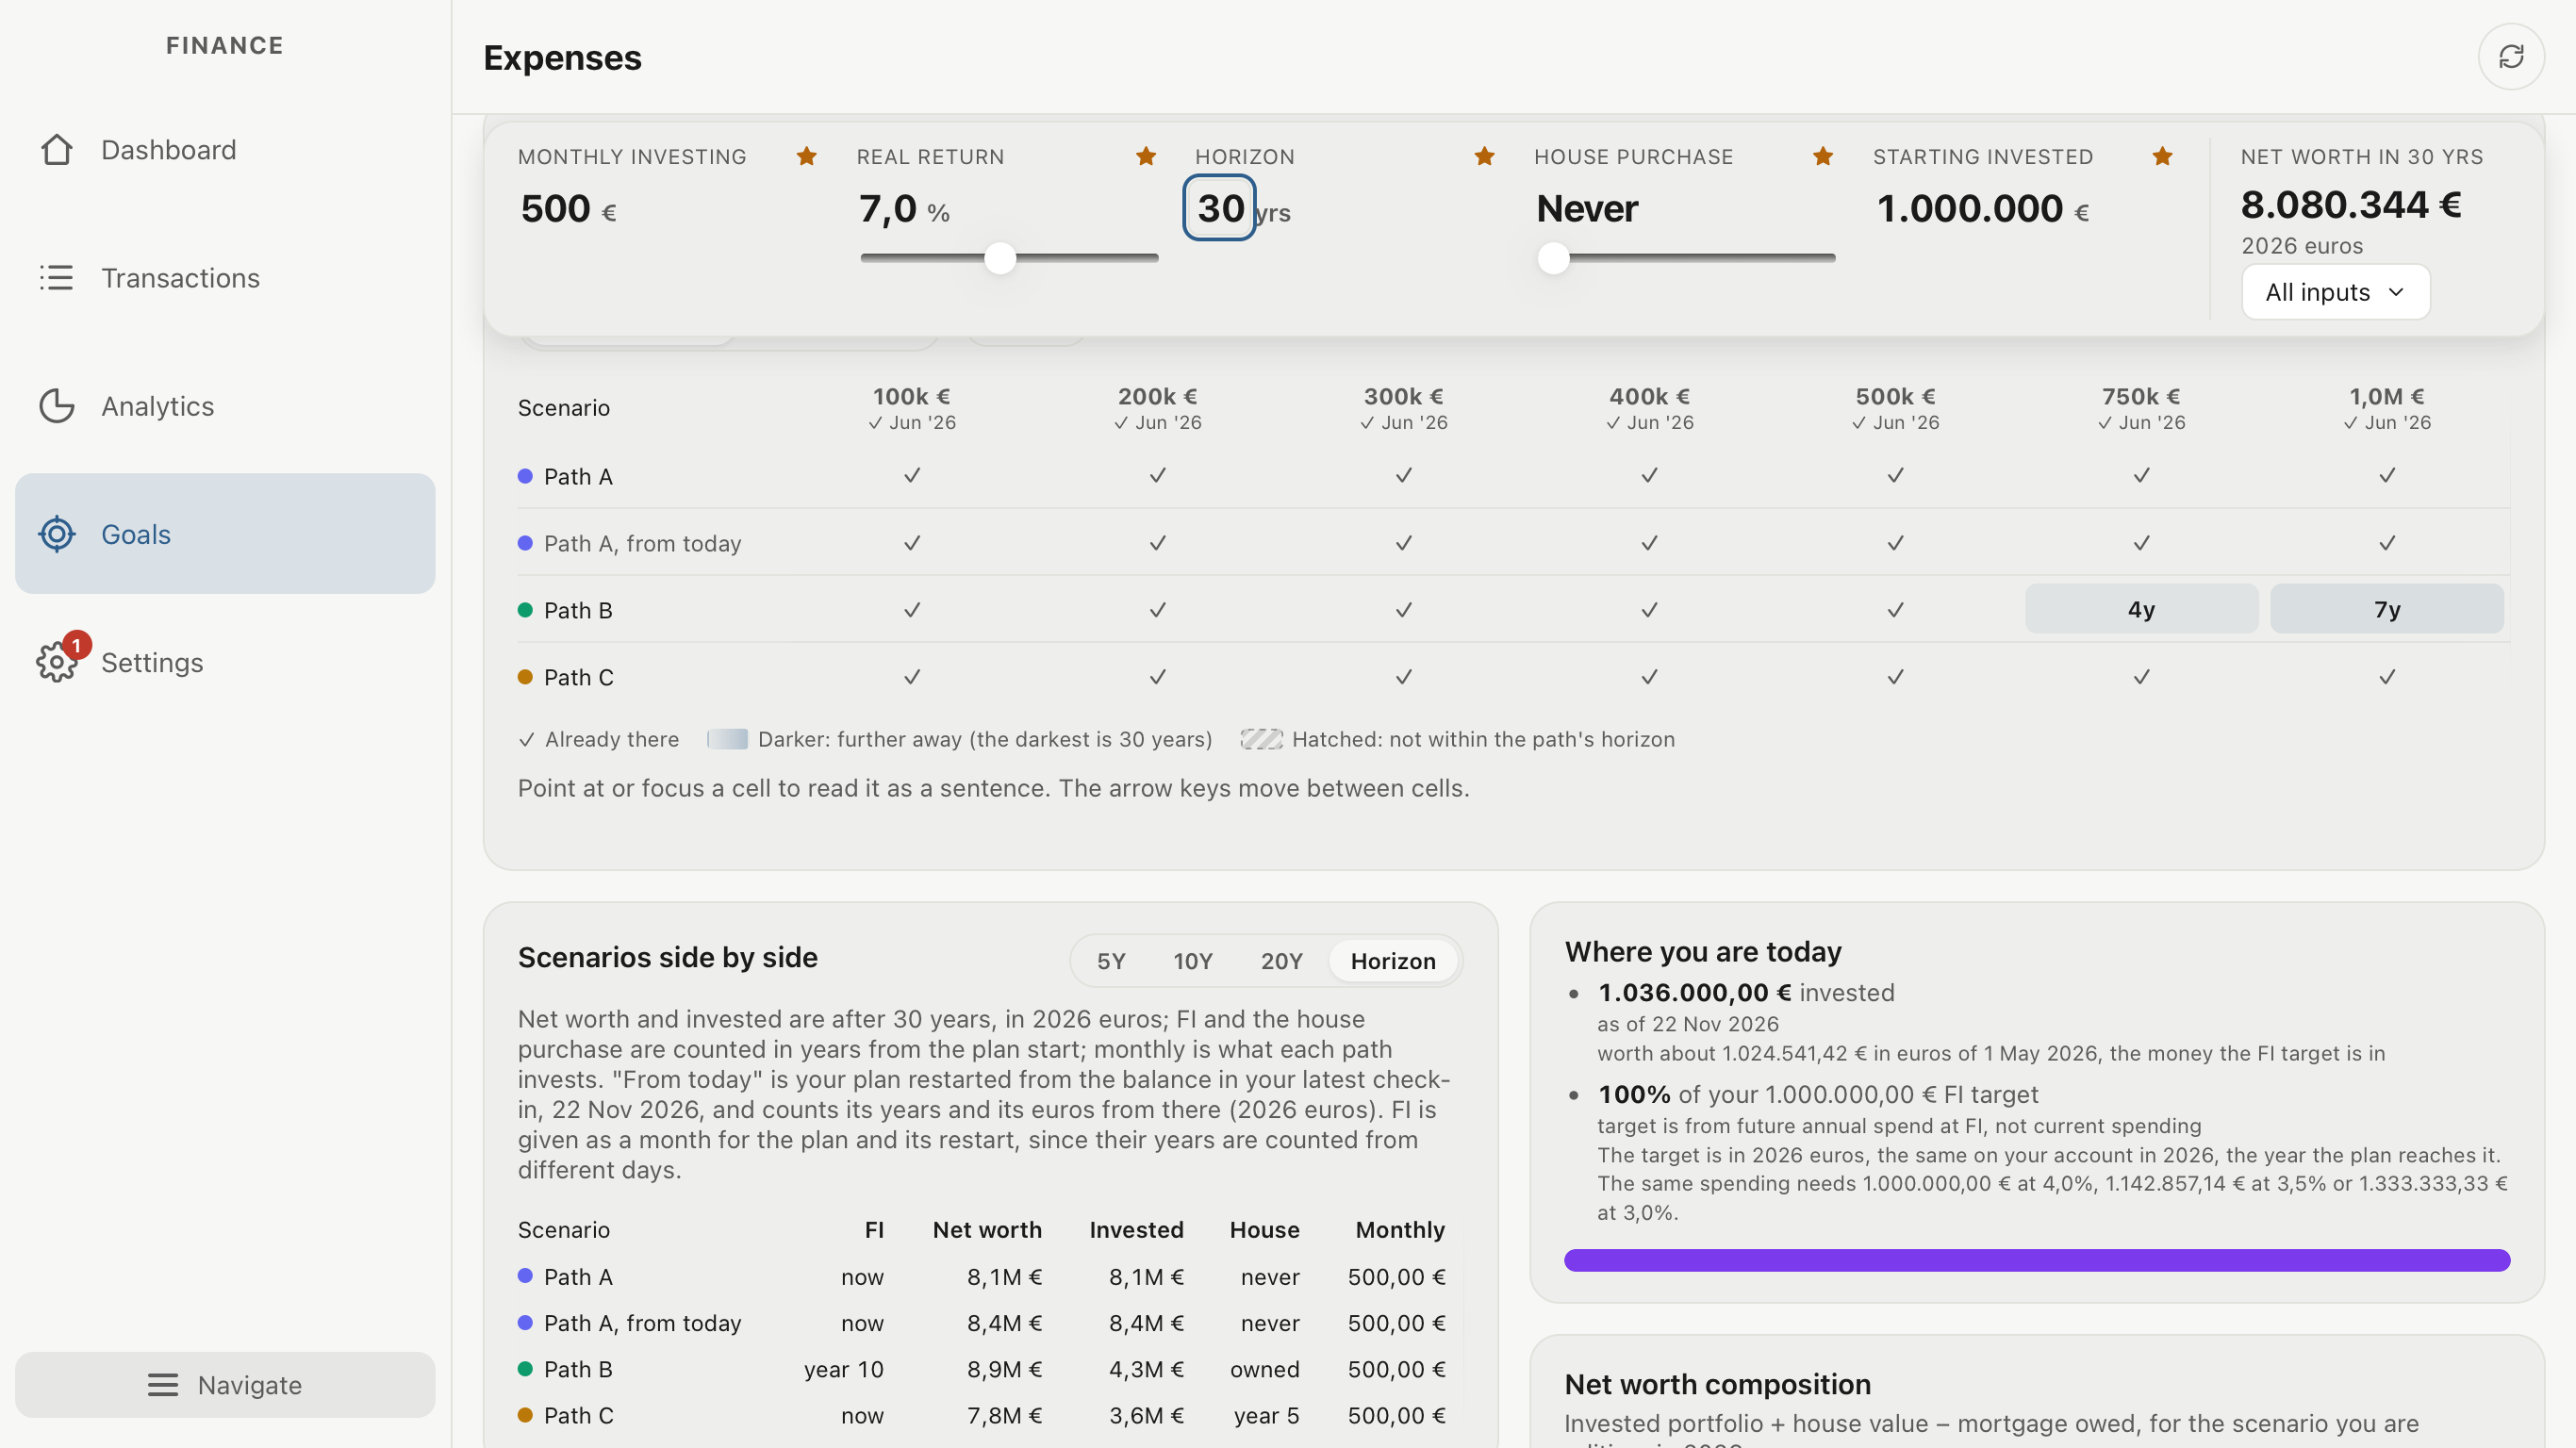 FINANCE
Dashboard
Transactions
Analytics
Goals
1
Settings
Navigate
Expenses
MONTHLY INVESTING
500 €
REAL RETURN
7,0 %
HORIZON
30 yrs
HOUSE PURCHASE
Never
STARTING INVESTED
1.000.000 €
NET WORTH IN 30 YRS
8.080.344 €
2026 euros
All inputs
Scenario 100k € 200k € 300k € 400k € 500k € 750k € 1,0M €
✓ Jun '26 ✓ Jun '26 ✓ Jun '26 ✓ Jun '26 ✓ Jun '26 ✓ Jun '26 ✓ Jun '26
Path A ✓ ✓ ✓ ✓ ✓ ✓ ✓
Path A, from today ✓ ✓ ✓ ✓ ✓ ✓ ✓
Path B ✓ ✓ ✓ ✓ ✓ 4y 7y
Path C ✓ ✓ ✓ ✓ ✓ ✓ ✓
✓ Already there Darker: further away (the darkest is 30 years) Hatched: not within the path's horizon
Point at or focus a cell to read it as a sentence. The arrow keys move between cells.
Scenarios side by side
5Y 10Y 20Y Horizon
Net worth and invested are after 30 years, in 2026 euros; FI and the house
purchase are counted in years from the plan start; monthly is what each path
invests. "From today" is your plan restarted from the balance in your latest check-
in, 22 Nov 2026, and counts its years and its euros from there (2026 euros). FI is
given as a month for the plan and its restart, since their years are counted from
different days.
Scenario FI Net worth Invested House Monthly
Path A now 8,1M € 8,1M € never 500,00 €
Path A, from today now 8,4M € 8,4M € never 500,00 €
Path B year 10 8,9M € 4,3M € owned 500,00 €
Path C now 7,8M € 3,6M € year 5 500,00 €
Where you are today
• 1.036.000,00 € invested
as of 22 Nov 2026
worth about 1.024.541,42 € in euros of 1 May 2026, the money the FI target is in
• 100% of your 1.000.000,00 € FI target
target is from future annual spend at FI, not current spending
The target is in 2026 euros, the same on your account in 2026, the year the plan reaches it.
The same spending needs 1.000.000,00 € at 4,0%, 1.142.857,14 € at 3,5% or 1.333.333,33 €
at 3,0%.
Net worth composition
Invested portfolio + house value – mortgage owed, for the scenario you are